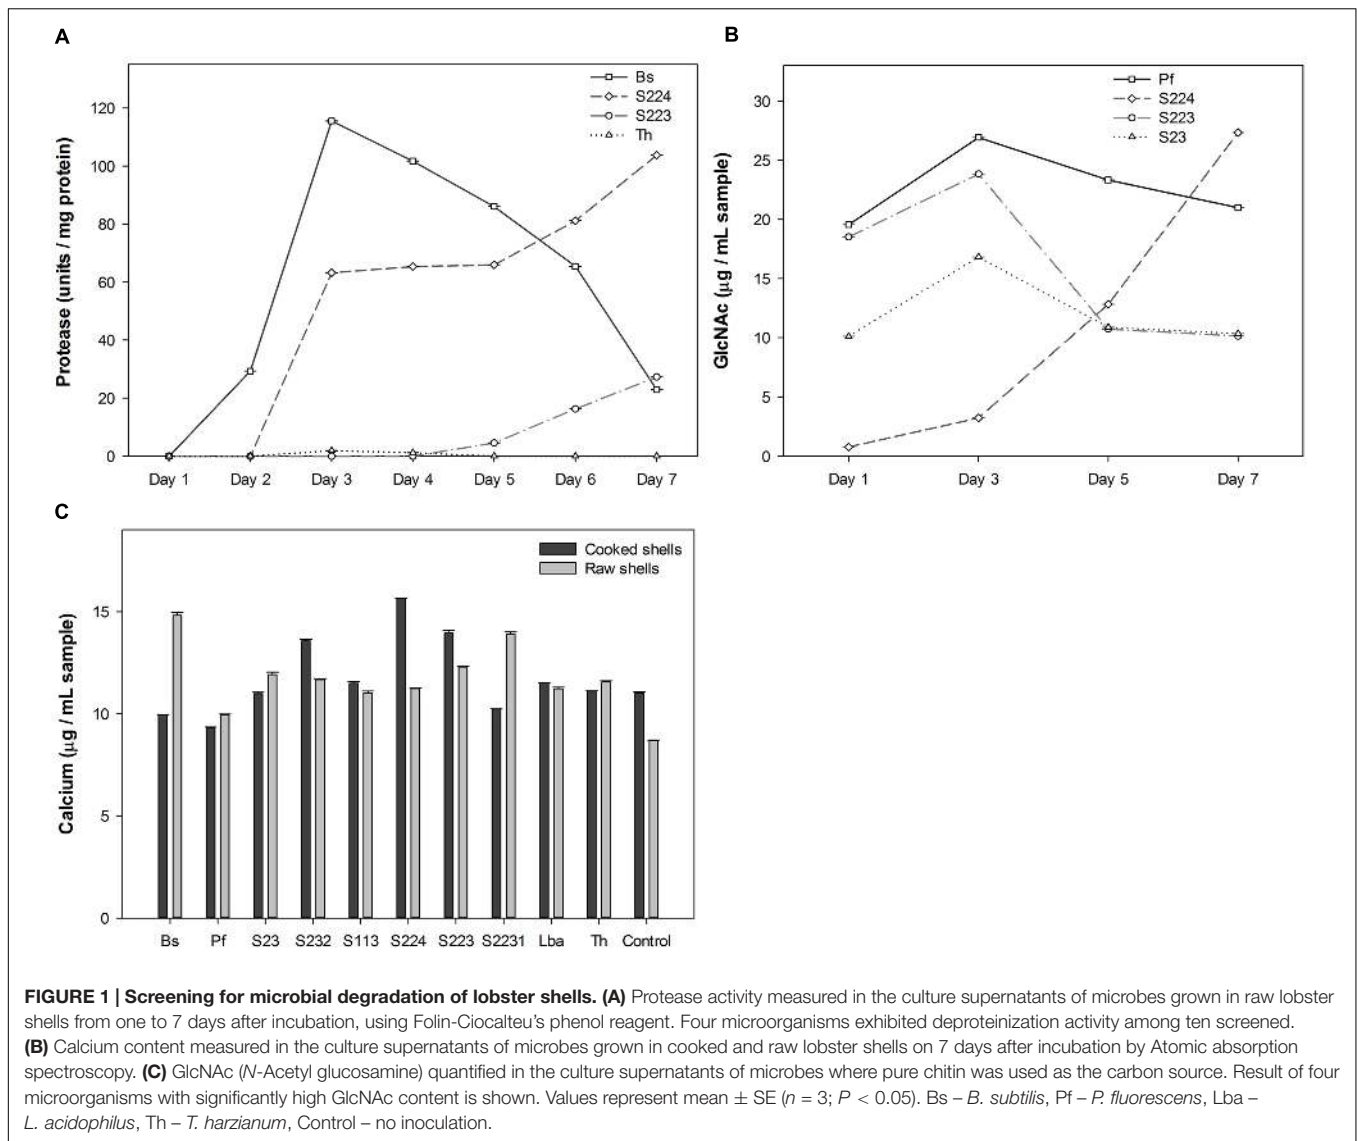 A
Protease (units / mg protein)
120
100
80
60
40
20
0
Day 1 Day 2 Day 3 Day 4 Day 5 Day 6 Day 7
Bs
S224
S223
Th
B
GlcNAc (μg / mL sample)
30
25
20
15
10
5
0
Day 1 Day 3 Day 5 Day 7
Pf
S224
S223
S23
C
Calcium (μg / mL sample)
15
10
5
0
Bs Pf S23 S232 S113 S224 S223 S2231 Lba Th Control
Cooked shells
Raw shells
FIGURE 1 | Screening for microbial degradation of lobster shells. (A) Protease activity measured in the culture supernatants of microbes grown in raw lobster
shells from one to 7 days after incubation, using Folin-Ciocalteu’s phenol reagent. Four microorganisms exhibited deproteinization activity among ten screened.
(B) Calcium content measured in the culture supernatants of microbes grown in cooked and raw lobster shells on 7 days after incubation by Atomic absorption
spectroscopy. (C) GlcNAc (N-Acetyl glucosamine) quantified in the culture supernatants of microbes where pure chitin was used as the carbon source. Result of four
microorganisms with significantly high GlcNAc content is shown. Values represent mean ± SE (n = 3; P < 0.05). Bs – B. subtilis, Pf – P. fluorescens, Lba –
L. acidophilus, Th – T. harzianum, Control – no inoculation.